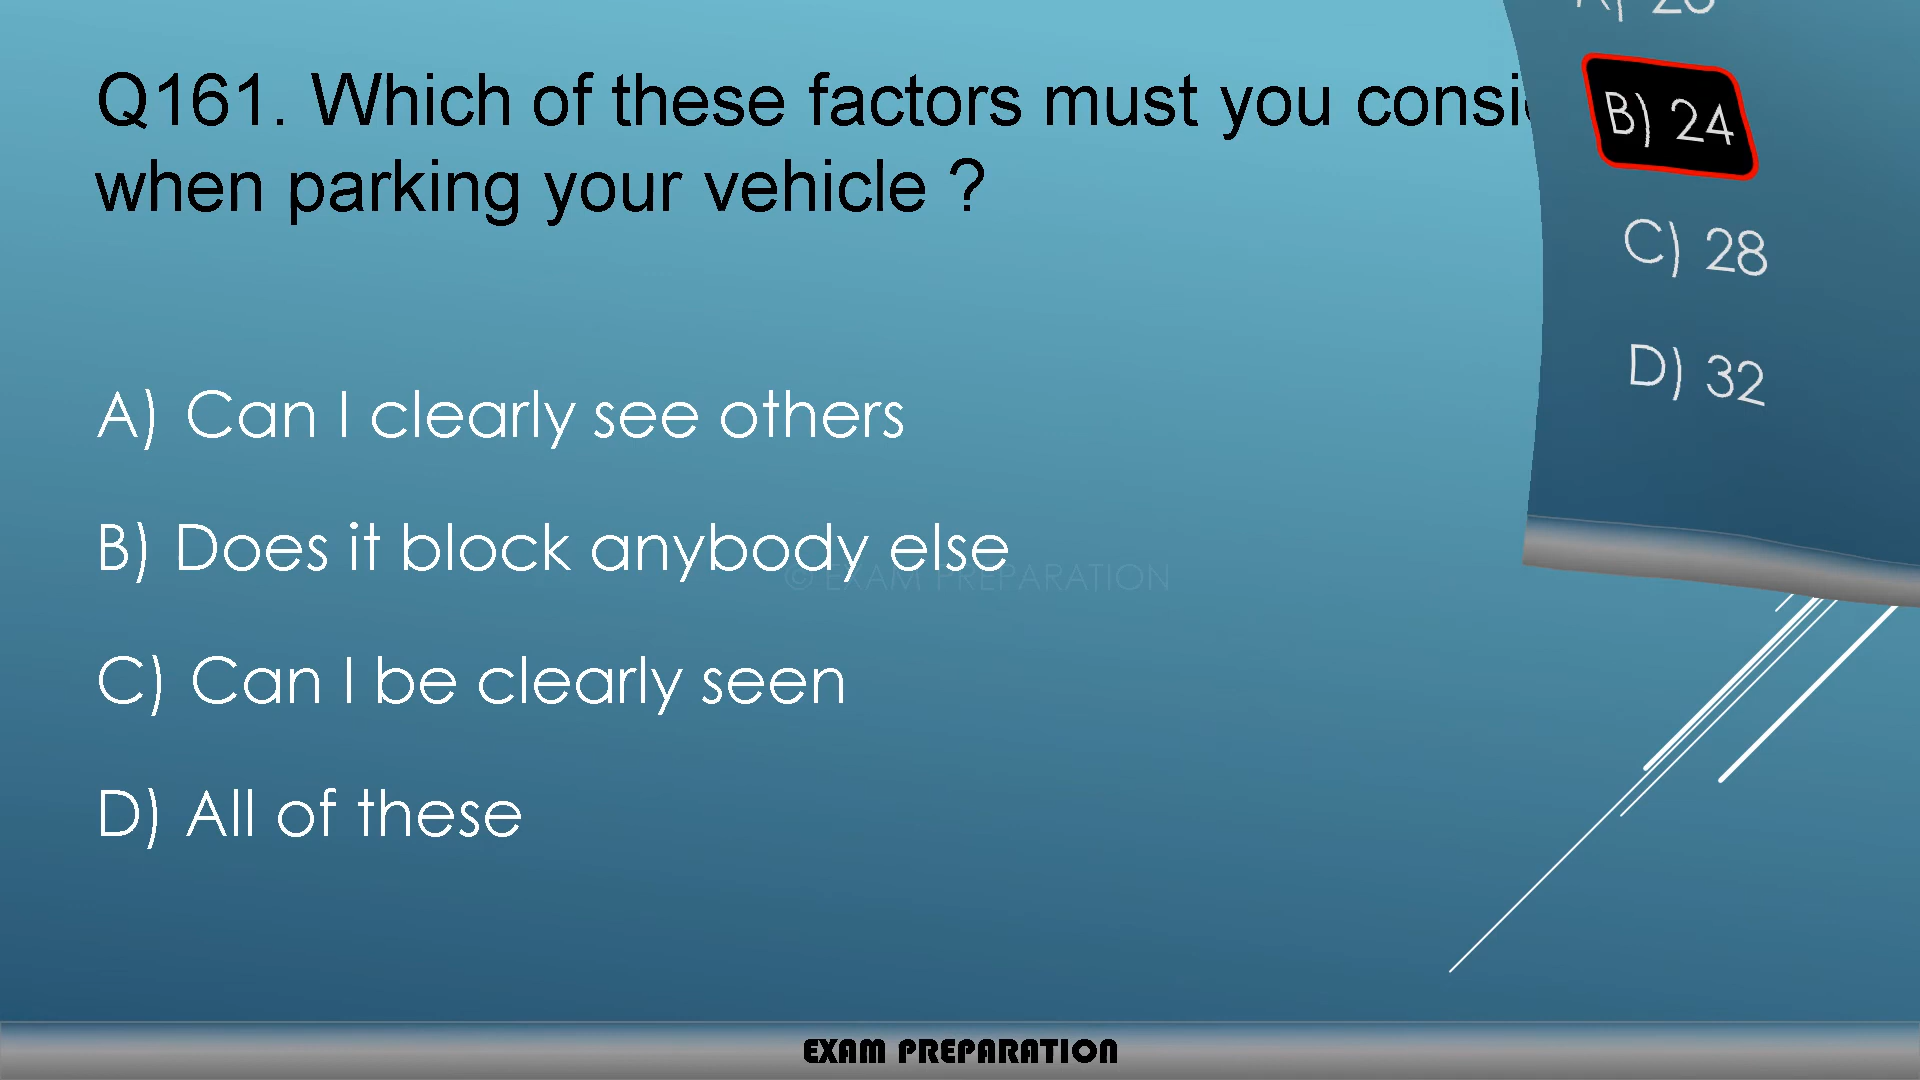 Q161. Which of these factors must you
when parking your vehicle ?
A) Can I clearly see others
B) Does it block anybody else
C) Can I be clearly seen
D) All of these
B) 24
C) 28
D) 32
© EXAM PREPARATION
EXAM PREPARATION